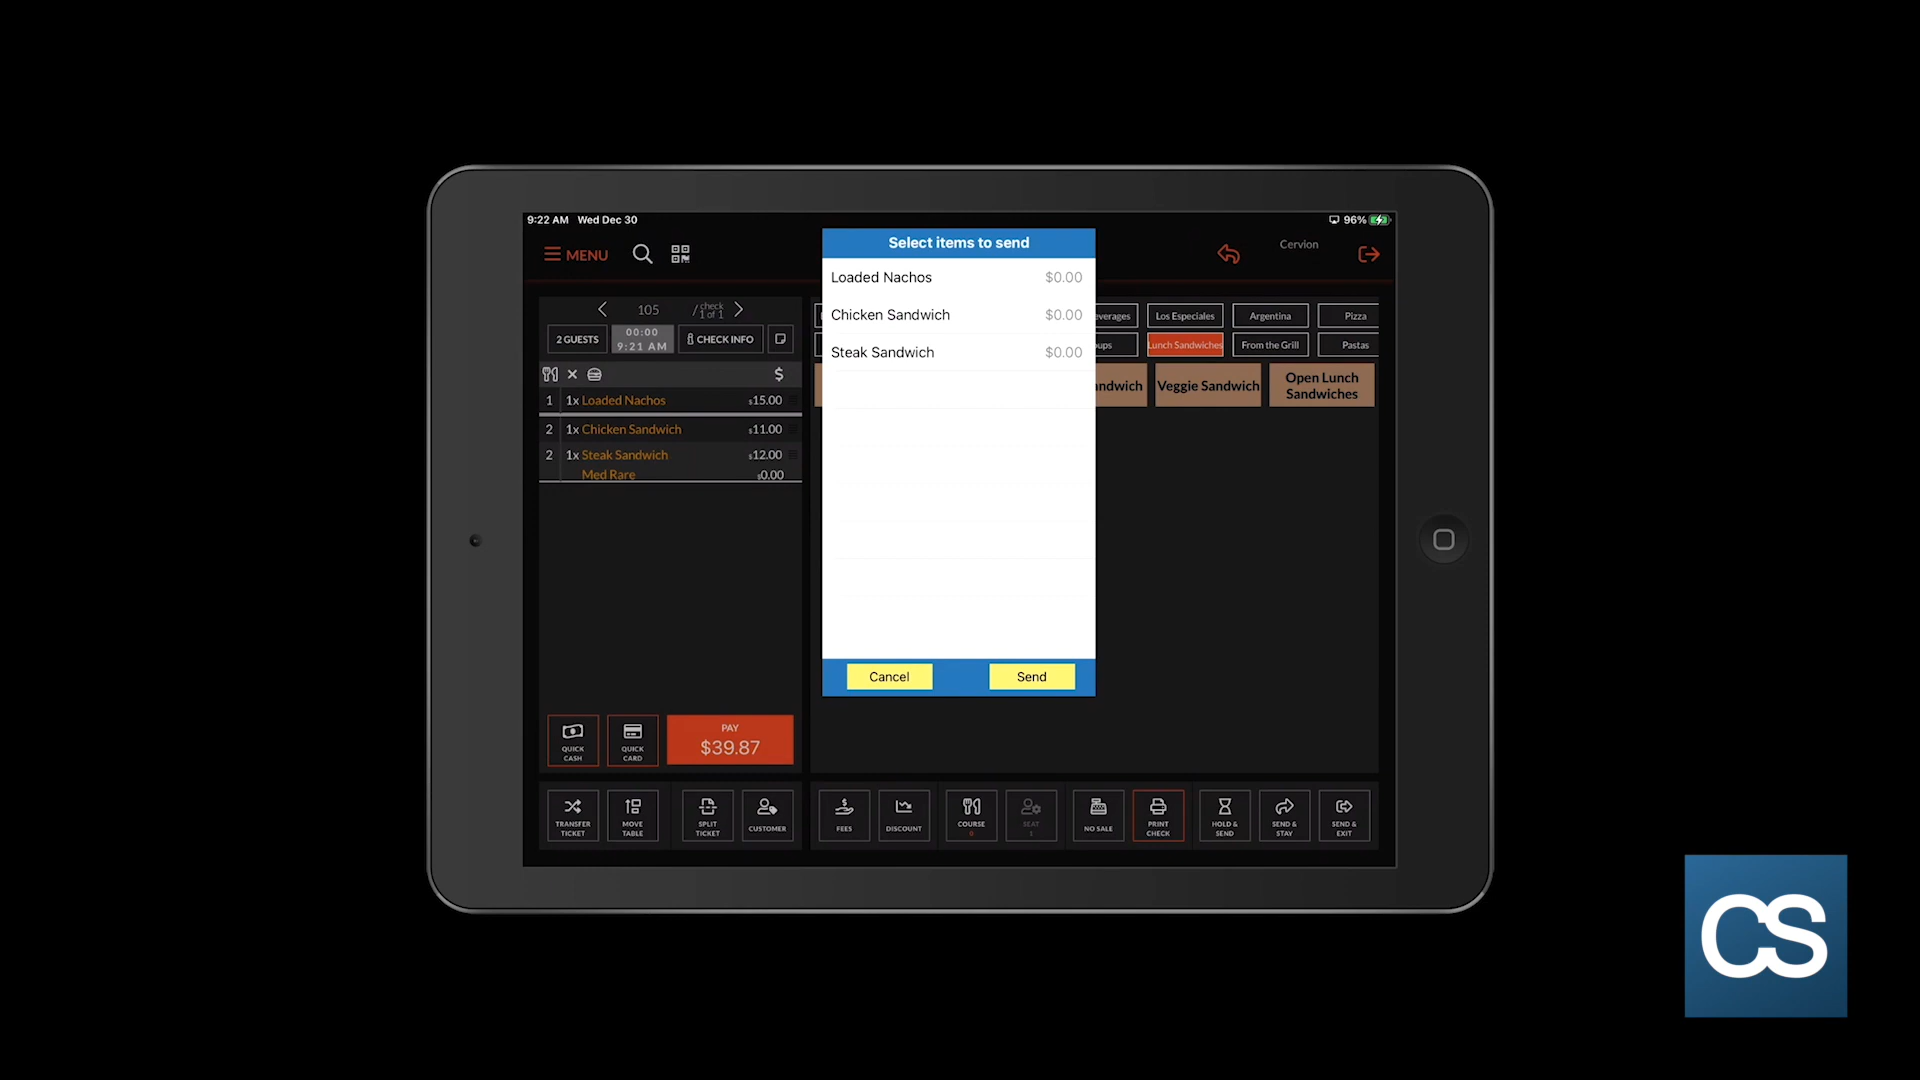 9:22 AM Wed Dec 30
96%
MENU
Cervion
Select items to send
Loaded Nachos $0.00
Chicken Sandwich $0.00
Steak Sandwich $0.00
Cancel
Send
105 / check 1 of 1
2 GUESTS
00:00
9:21 AM
CHECK INFO
$
1 1x Loaded Nachos $15.00
2 1x Chicken Sandwich $11.00
2 1x Steak Sandwich $12.00
Med Rare $0.00
Los Especiales
Argentina
Pizza
Lunch Sandwiches
From the Grill
Pastas
Veggie Sandwich
Open Lunch
Sandwiches
QUICK
CASH
QUICK
CARD
PAY
$39.87
TRANSFER
TICKET
MOVE
TABLE
SPLIT
TICKET
CUSTOMER
FEES
DISCOUNT
COURSE
0
SEAT
1
NO SALE
PRINT
CHECK
HOLD &
SEND
SEND &
STAY
SEND &
EXIT
CS